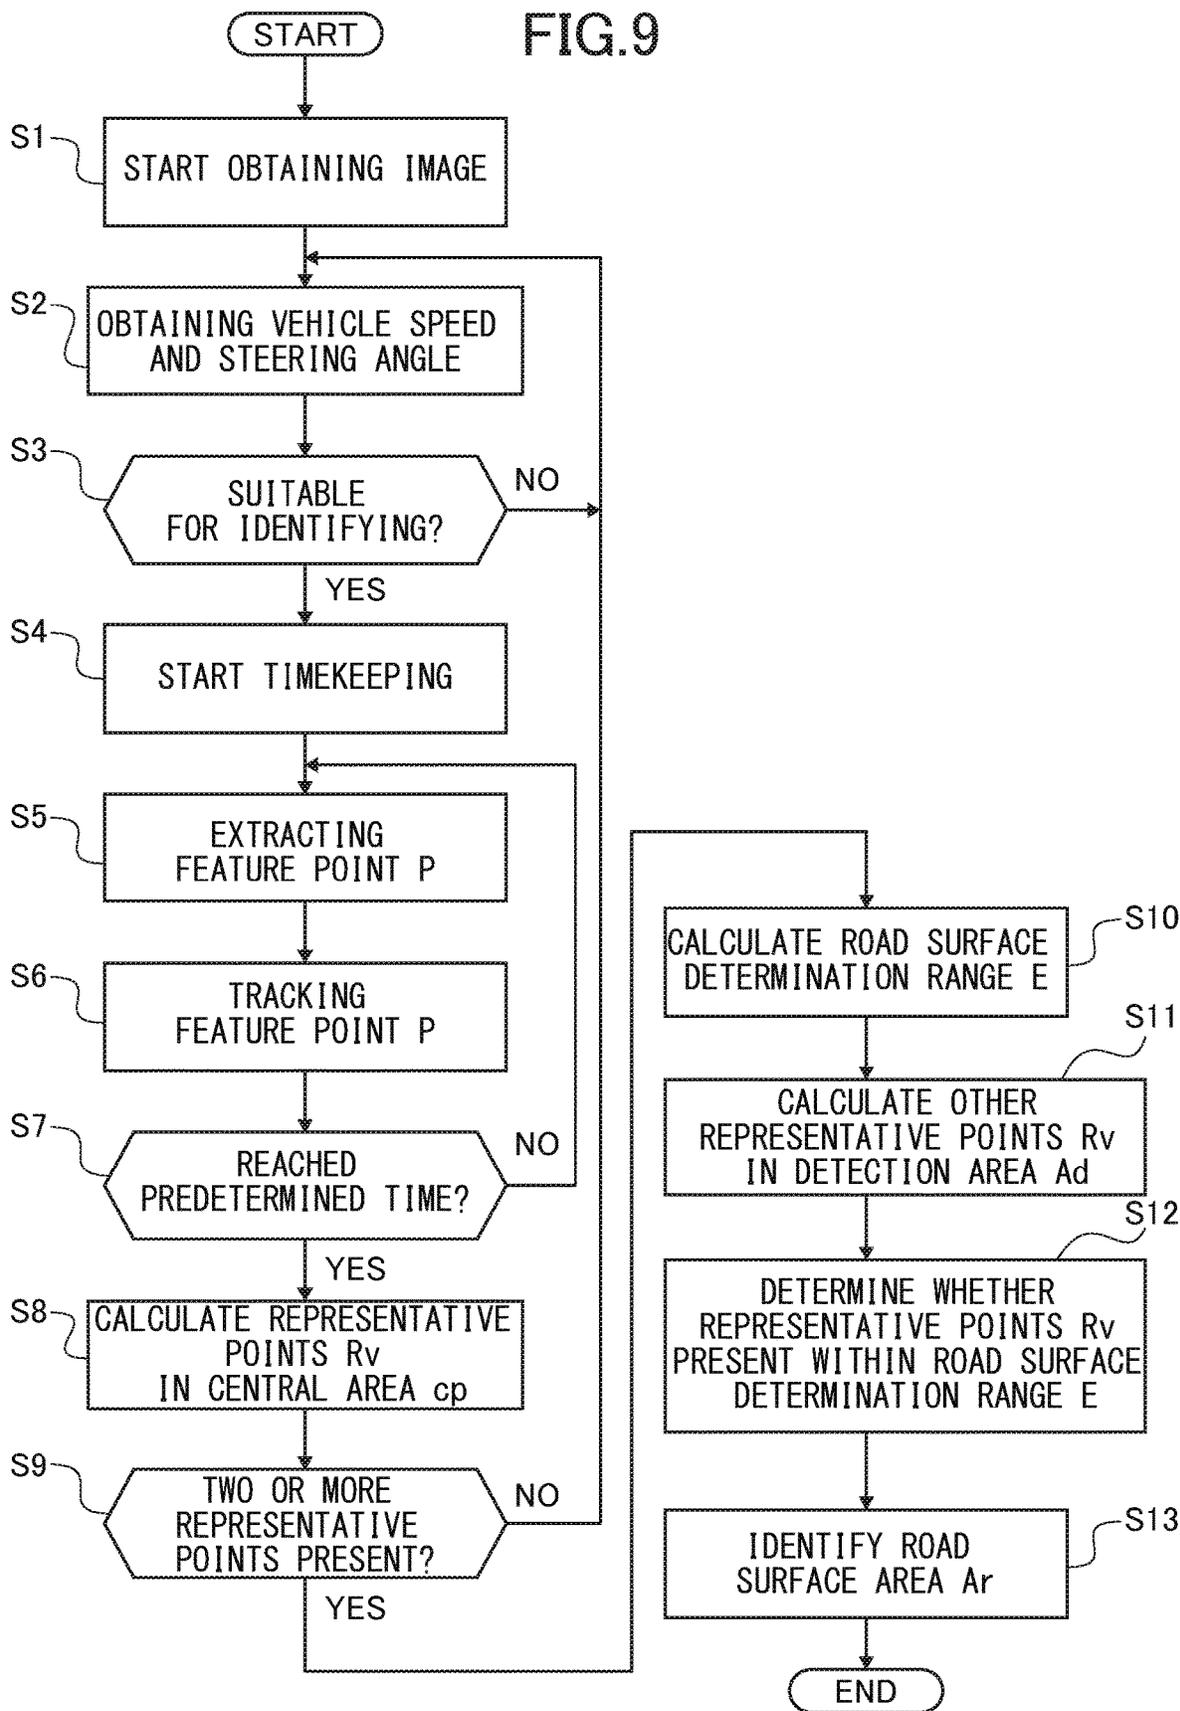 FIG.9
START
S1
START OBTAINING IMAGE
S2
OBTAINING VEHICLE SPEED
AND STEERING ANGLE
S3
SUITABLE
FOR IDENTIFYING?
NO
YES
S4
START TIMEKEEPING
S5
EXTRACTING
FEATURE POINT P
S6
TRACKING
FEATURE POINT P
S7
REACHED
PREDETERMINED TIME?
NO
YES
S8
CALCULATE REPRESENTATIVE
POINTS Rv
IN CENTRAL AREA cp
S9
TWO OR MORE
REPRESENTATIVE
POINTS PRESENT?
NO
YES
S10
CALCULATE ROAD SURFACE
DETERMINATION RANGE E
S11
CALCULATE OTHER
REPRESENTATIVE POINTS Rv
IN DETECTION AREA Ad
S12
DETERMINE WHETHER
REPRESENTATIVE POINTS Rv
PRESENT WITHIN ROAD SURFACE
DETERMINATION RANGE E
S13
IDENTIFY ROAD
SURFACE AREA Ar
END